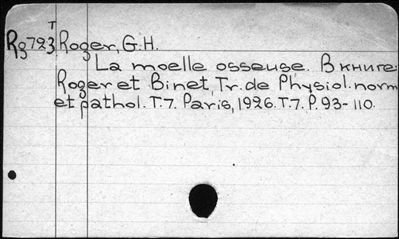 T
Rg723 Roger, G.H.
La moelle osseuse. В книге:
Roger et Binet, Tr. de Physiol. norm
et pathol. T.7. Paris, 1926. T.7. P. 93-110.